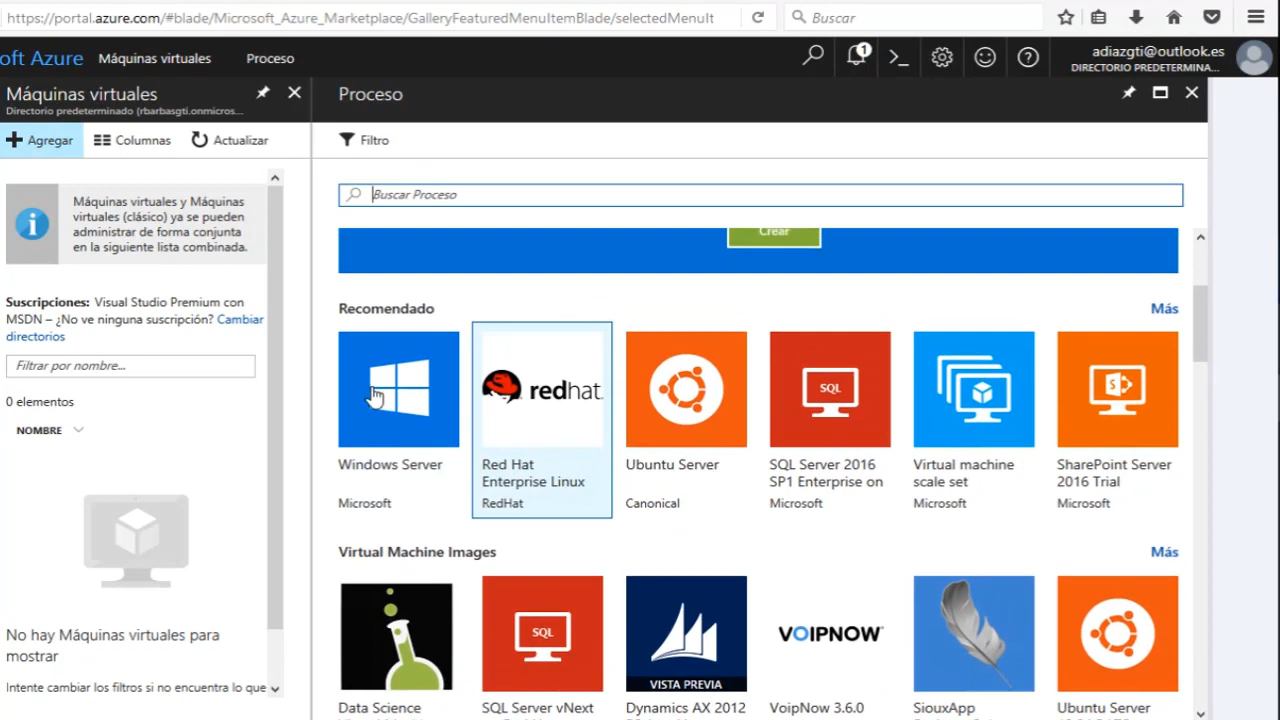 https://portal.azure.com/#blade/Microsoft_Azure_Marketplace/GalleryFeaturedMenuItemBlade/selectedMenuIt
Buscar
oft Azure Máquinas virtuales Proceso
1
adiazgti@outlook.es
DIRECTORIO PREDETERMINA...
Máquinas virtuales
Directorio predeterminado (rbarbasgti.onmicros...
Agregar Columnas Actualizar
Máquinas virtuales y Máquinas
virtuales (clásico) ya se pueden
administrar de forma conjunta
en la siguiente lista combinada.
Suscripciones: Visual Studio Premium con
MSDN – ¿No ve ninguna suscripción? Cambiar
directorios
Filtrar por nombre...
0 elementos
NOMBRE
No hay Máquinas virtuales para
mostrar
Intente cambiar los filtros si no encuentra lo que
Proceso
Filtro
Buscar Proceso
Crear
Recomendado Más
redhat.
SQL
S
Windows Server
Microsoft
Red Hat
Enterprise Linux
RedHat
Ubuntu Server
Canonical
SQL Server 2016
SP1 Enterprise on
Microsoft
Virtual machine
scale set
Microsoft
SharePoint Server
2016 Trial
Microsoft
Virtual Machine Images Más
SQL
VISTA PREVIA
VOIPNOW
Data Science
SQL Server vNext
Dynamics AX 2012
VoipNow 3.6.0
SiouxApp
Ubuntu Server